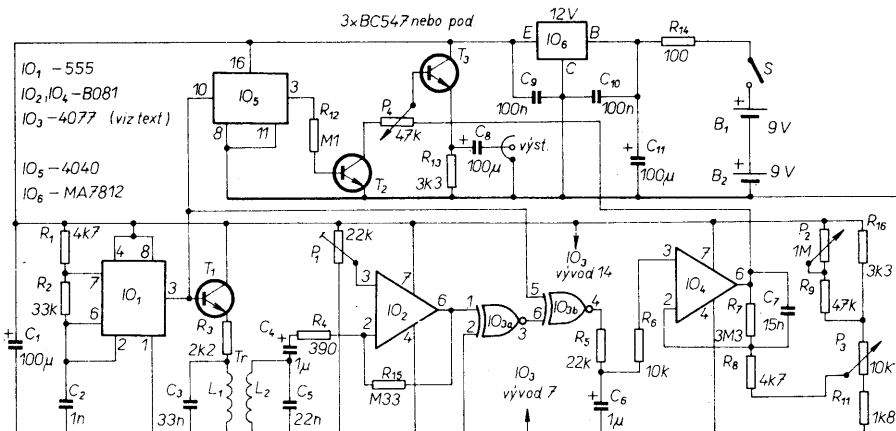 3xBC547 nebo pod
12V
E IO6 B
C
R14
100
S
IO1 -555
IO2,IO4 -B081
IO3 -4077 (viz text)
IO5 -4040
IO6 -MA7812
16
10 IO5 3
8 11
R12
M1
T3
P4
47k
T2
R13
3k3
C8
+
100µ
výst.
C9
100n
C10
100n
C11
+
100µ
+
B1 9V
+
B2 9V
R1
4k7
R2
33k
C1
+
100µ
C2
1n
4 8
7 IO1 3
6
2 1
T1
R3
2k2
Tr
C3
33n
L1 L2
C4
+
1µ
C5
22n
R4
390
P1
22k
3 7
IO2 6
2 4
R15
M33
1
IO3a
2 3
5
IO3b 4
6
IO3
vývod 14
IO3
vývod 7
R5
22k
C6
+
1µ
R6
10k
3 7
IO4 6
2 4
R7
3M3
C7
15n
R8
4k7
P2
1M
R9
47k
R16
3k3
P3
10k
R11
1k8